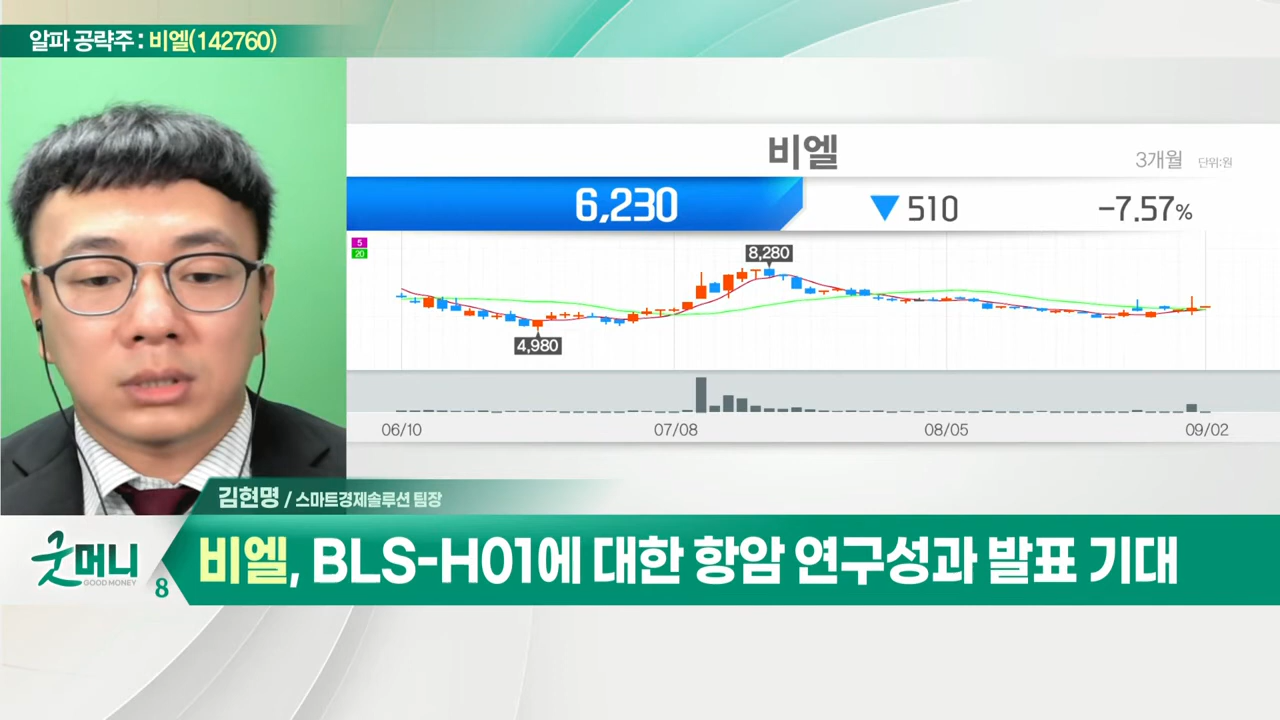 알파 공략주 : 비엘(142760)
비엘
3개월 단위:원
6,230 ▼ 510 -7.57%
5
20
8,280
4,980
06/10 07/08 08/05 09/02
김현명 / 스마트경제솔루션 팀장
굿머니
GOOD MONEY
8
비엘, BLS-H01에 대한 항암 연구성과 발표 기대